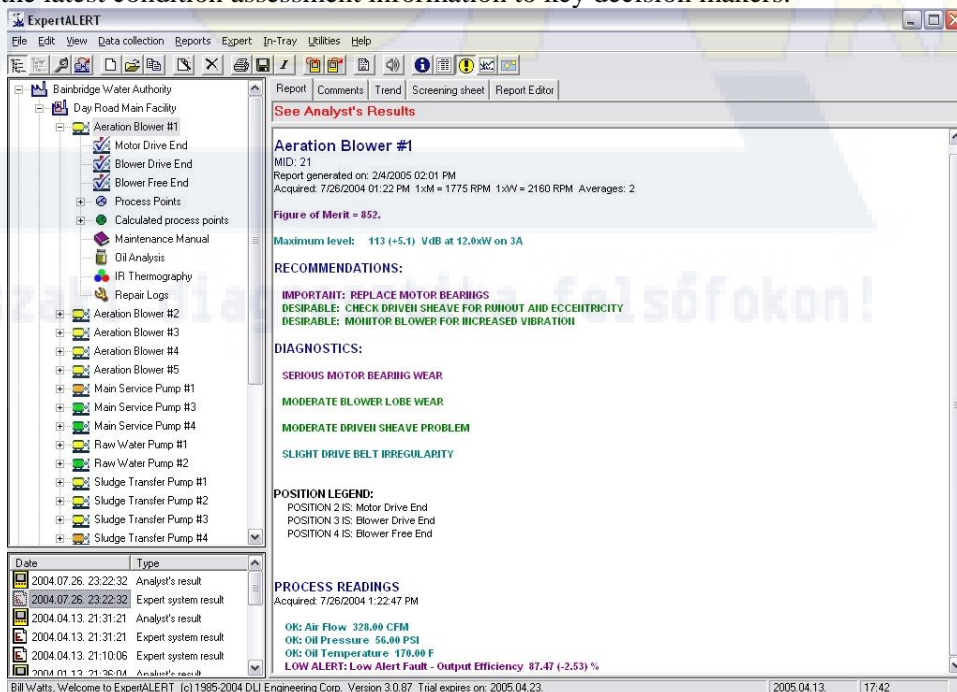 the latest condition assessment information to key decision makers.
ExpertALERT
File Edit View Data collection Reports Expert In-Tray Utilities Help
Bainbridge Water Authority
Day Road Main Facility
Aeration Blower #1
Motor Drive End
Blower Drive End
Blower Free End
Process Points
Calculated process points
Maintenance Manual
Oil Analysis
IR Thermography
Repair Logs
Aeration Blower #2
Aeration Blower #3
Aeration Blower #4
Aeration Blower #5
Main Service Pump #1
Main Service Pump #3
Main Service Pump #4
Raw Water Pump #1
Raw Water Pump #2
Sludge Transfer Pump #1
Sludge Transfer Pump #2
Sludge Transfer Pump #3
Sludge Transfer Pump #4
Date Type
2004.07.26. 23:22:32 Analyst's result
2004.07.26. 23:22:32 Expert system result
2004.04.13. 21:31:21 Analyst's result
2004.04.13. 21:31:21 Expert system result
2004.04.13. 21:10:06 Expert system result
2004.01.13. 21:36:04 Analyst's result
Report Comments Trend Screening sheet Report Editor
See Analyst's Results
Aeration Blower #1
MID: 21
Report generated on: 2/4/2005 02:01 PM
Acquired: 7/26/2004 01:22 PM 1xM = 1775 RPM 1xW = 2160 RPM Averages: 2
Figure of Merit = 852.
Maximum level: 113 (+5.1) VdB at 12.0xW on 3A
RECOMMENDATIONS:
IMPORTANT: REPLACE MOTOR BEARINGS
DESIRABLE: CHECK DRIVEN SHEAVE FOR RUNOUT AND ECCENTRICITY
DESIRABLE: MONITOR BLOWER FOR INCREASED VIBRATION
DIAGNOSTICS:
SERIOUS MOTOR BEARING WEAR
MODERATE BLOWER LOBE WEAR
MODERATE DRIVEN SHEAVE PROBLEM
SLIGHT DRIVE BELT IRREGULARITY
POSITION LEGEND:
POSITION 2 IS: Motor Drive End
POSITION 3 IS: Blower Drive End
POSITION 4 IS: Blower Free End
PROCESS READINGS
Acquired: 7/26/2004 1:22:47 PM
OK: Air Flow 328.00 CFM
OK: Oil Pressure 56.00 PSI
OK: Oil Temperature 170.00 F
LOW ALERT: Low Alert Fault - Output Efficiency 87.47 (-2.53) %
Bill Watts, Welcome to ExpertALERT (c) 1985-2004 DLI Engineering Corp. Version 3.0.87 Trial expires on: 2005.04.23. 2005.04.13. 17:42
felsőfokon!